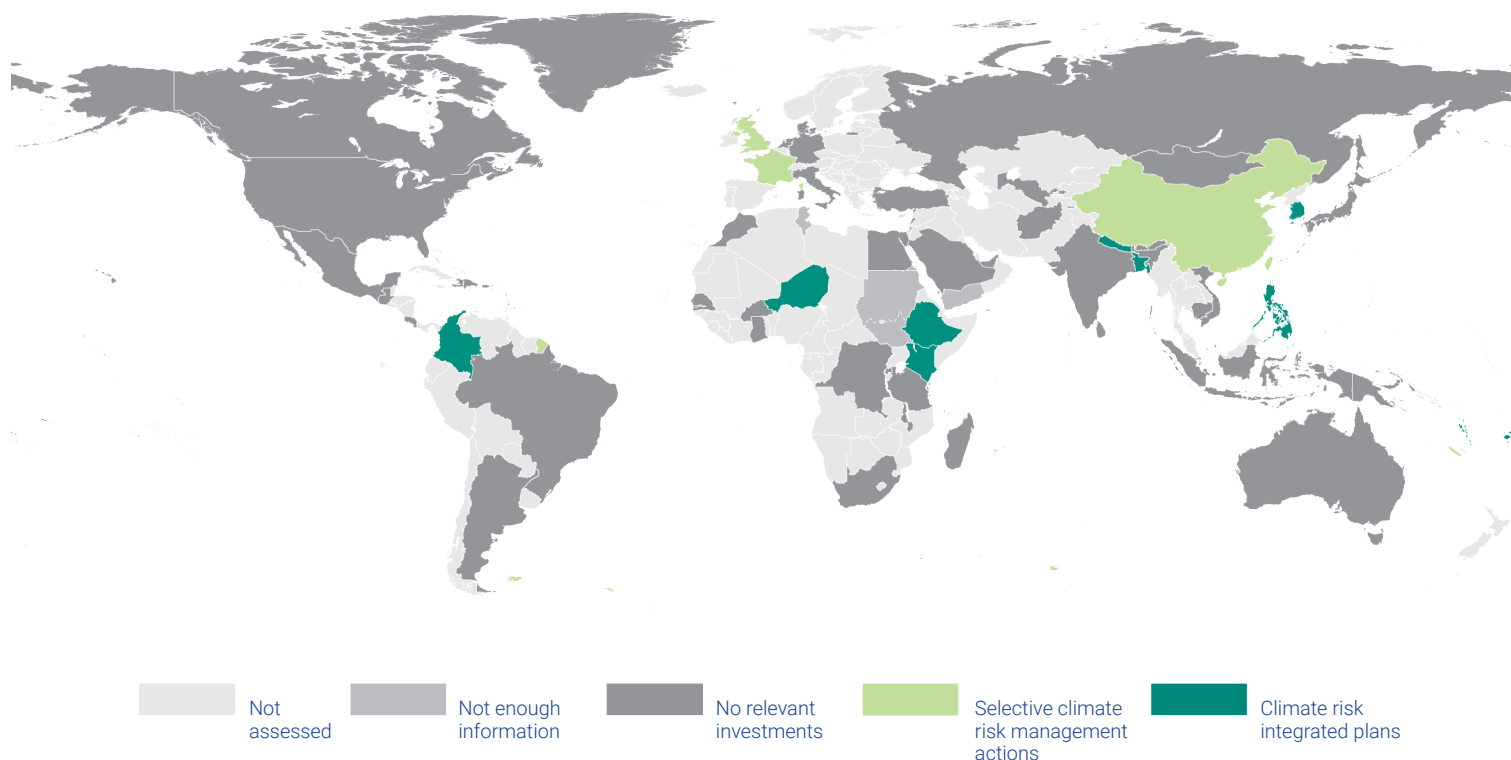 Not
assessed
Not enough
information
No relevant
investments
Selective climate
risk management
actions
Climate risk
integrated plans